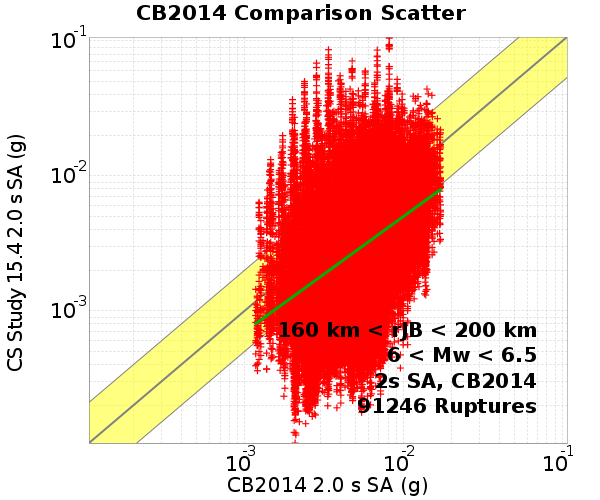 CB2014 Comparison Scatter
CS Study 15.4 2.0 s SA (g)
10-1
10-2
10-3
160 km < rJB < 200 km
6 < Mw < 6.5
2s SA, CB2014
91246 Ruptures
10-3 10-2 10-1
CB2014 2.0 s SA (g)